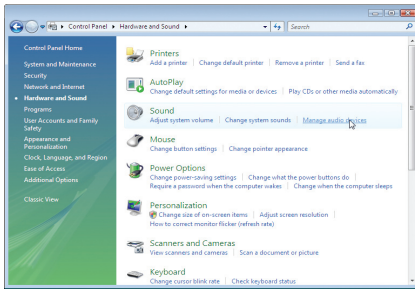 Control Panel ▸ Hardware and Sound ▸ Search
Control Panel Home
System and Maintenance
Security
Network and Internet
Hardware and Sound
Programs
User Accounts and Family
Safety
Appearance and
Personalization
Clock, Language, and Region
Ease of Access
Additional Options
Classic View
Printers
Add a printer Change default printer Remove a printer Send a fax
AutoPlay
Change default settings for media or devices Play CDs or other media automatically
Sound
Adjust system volume Change system sounds Manage audio devices
Mouse
Change button settings Change pointer appearance
Power Options
Change power-saving settings Change what the power buttons do
Require a password when the computer wakes Change when the computer sleeps
Personalization
Change size of on-screen items Adjust screen resolution
How to correct monitor flicker (refresh rate)
Scanners and Cameras
View scanners and cameras Scan a document or picture
Keyboard
Change cursor blink rate Check keyboard status